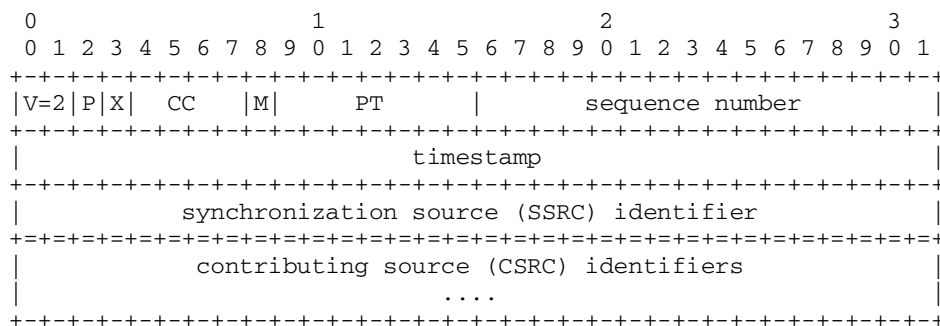 0                   1                   2                   3
 0 1 2 3 4 5 6 7 8 9 0 1 2 3 4 5 6 7 8 9 0 1 2 3 4 5 6 7 8 9 0 1
+-+-+-+-+-+-+-+-+-+-+-+-+-+-+-+-+-+-+-+-+-+-+-+-+-+-+-+-+-+-+-+-+
|V=2|P|X|  CC   |M|     PT      |       sequence number         |
+-+-+-+-+-+-+-+-+-+-+-+-+-+-+-+-+-+-+-+-+-+-+-+-+-+-+-+-+-+-+-+-+
|                           timestamp                           |
+-+-+-+-+-+-+-+-+-+-+-+-+-+-+-+-+-+-+-+-+-+-+-+-+-+-+-+-+-+-+-+-+
|           synchronization source (SSRC) identifier            |
+=+=+=+=+=+=+=+=+=+=+=+=+=+=+=+=+=+=+=+=+=+=+=+=+=+=+=+=+=+=+=+=+
|            contributing source (CSRC) identifiers             |
|                             ....                              |
+-+-+-+-+-+-+-+-+-+-+-+-+-+-+-+-+-+-+-+-+-+-+-+-+-+-+-+-+-+-+-+-+